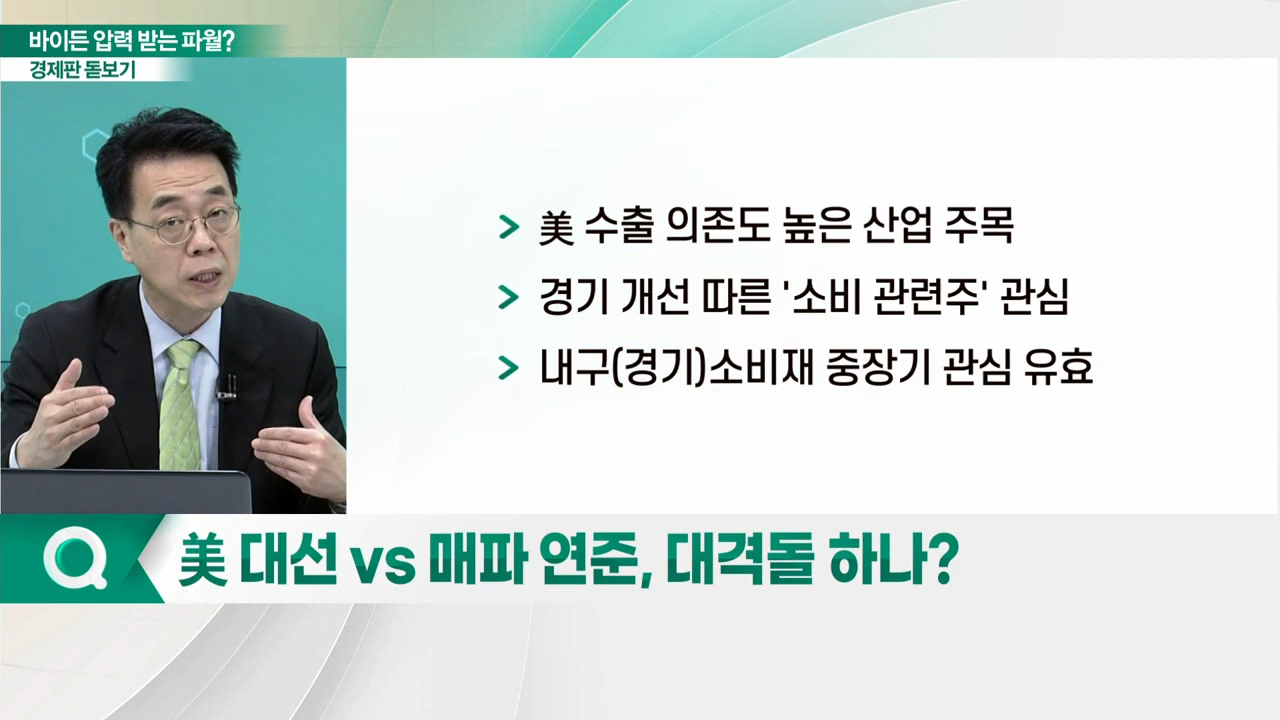 바이든 압력 받는 파월?
경제판 돋보기
> 美 수출 의존도 높은 산업 주목
> 경기 개선 따른 '소비 관련주' 관심
> 내구(경기)소비재 중장기 관심 유효
美 대선 vs 매파 연준, 대격돌 하나?